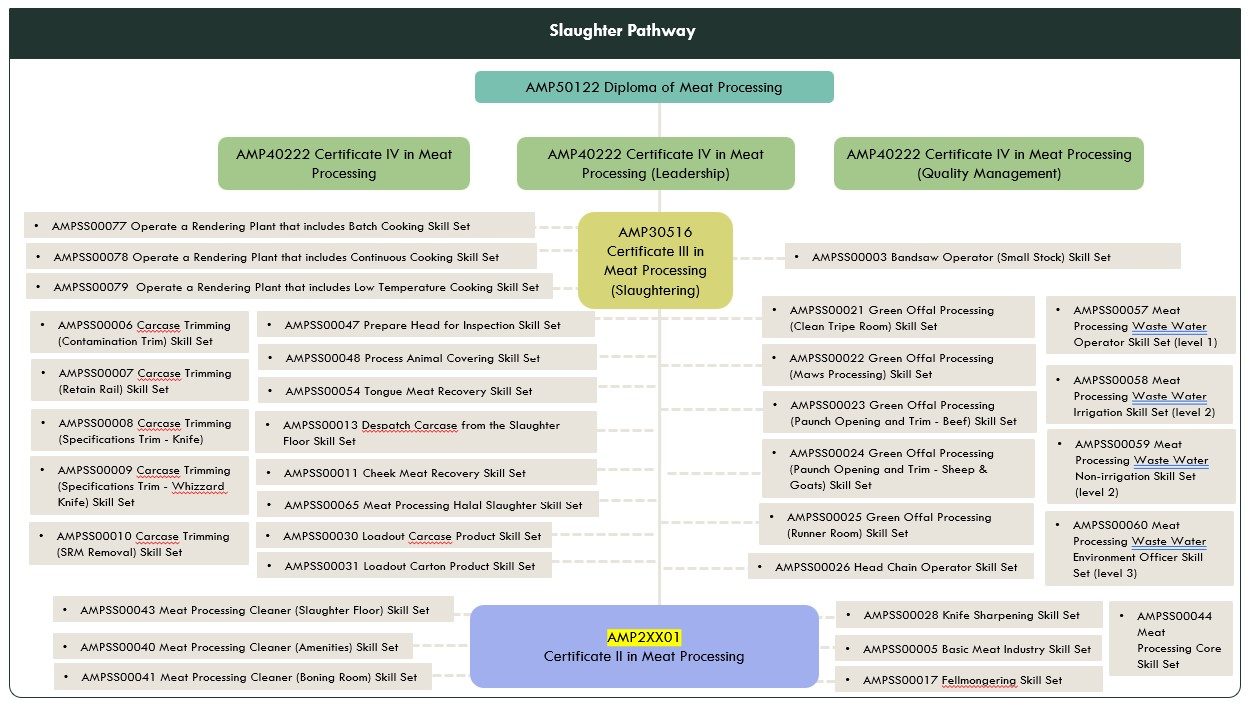 Slaughter Pathway
AMP50122 Diploma of Meat Processing
AMP40222 Certificate IV in Meat
Processing
AMP40222 Certificate IV in Meat
Processing (Leadership)
AMP40222 Certificate IV in Meat Processing
(Quality Management)
• AMPSS00077 Operate a Rendering Plant that includes Batch Cooking Skill Set
• AMPSS00078 Operate a Rendering Plant that includes Continuous Cooking Skill Set
• AMPSS00079 Operate a Rendering Plant that includes Low Temperature Cooking Skill Set
AMP30516
Certificate III in
Meat Processing
(Slaughtering)
• AMPSS00003 Bandsaw Operator (Small Stock) Skill Set
• AMPSS00006 Carcase Trimming
(Contamination Trim) Skill Set
• AMPSS00007 Carcase Trimming
(Retain Rail) Skill Set
• AMPSS00008 Carcase Trimming
(Specifications Trim - Knife)
• AMPSS00009 Carcase Trimming
(Specifications Trim - Whizzard
Knife) Skill Set
• AMPSS00010 Carcase Trimming
(SRM Removal) Skill Set
• AMPSS00047 Prepare Head for Inspection Skill Set
• AMPSS00048 Process Animal Covering Skill Set
• AMPSS00054 Tongue Meat Recovery Skill Set
• AMPSS00013 Despatch Carcase from the Slaughter
Floor Skill Set
• AMPSS00011 Cheek Meat Recovery Skill Set
• AMPSS00065 Meat Processing Halal Slaughter Skill Set
• AMPSS00030 Loadout Carcase Product Skill Set
• AMPSS00031 Loadout Carton Product Skill Set
• AMPSS00021 Green Offal Processing
(Clean Tripe Room) Skill Set
• AMPSS00022 Green Offal Processing
(Maws Processing) Skill Set
• AMPSS00023 Green Offal Processing
(Paunch Opening and Trim - Beef) Skill Set
• AMPSS00024 Green Offal Processing
(Paunch Opening and Trim - Sheep &
Goats) Skill Set
• AMPSS00025 Green Offal Processing
(Runner Room) Skill Set
• AMPSS00026 Head Chain Operator Skill Set
• AMPSS00057 Meat
Processing Waste Water
Operator Skill Set (level 1)
• AMPSS00058 Meat
Processing Waste Water
Irrigation Skill Set (level 2)
• AMPSS00059 Meat
Processing Waste Water
Non-irrigation Skill Set
(level 2)
• AMPSS00060 Meat
Processing Waste Water
Environment Officer Skill
Set (level 3)
• AMPSS00043 Meat Processing Cleaner (Slaughter Floor) Skill Set
• AMPSS00040 Meat Processing Cleaner (Amenities) Skill Set
• AMPSS00041 Meat Processing Cleaner (Boning Room) Skill Set
AMP2XX01
Certificate II in Meat Processing
• AMPSS00028 Knife Sharpening Skill Set
• AMPSS00005 Basic Meat Industry Skill Set
• AMPSS00017 Fellmongering Skill Set
• AMPSS00044
Meat
Processing Core
Skill Set